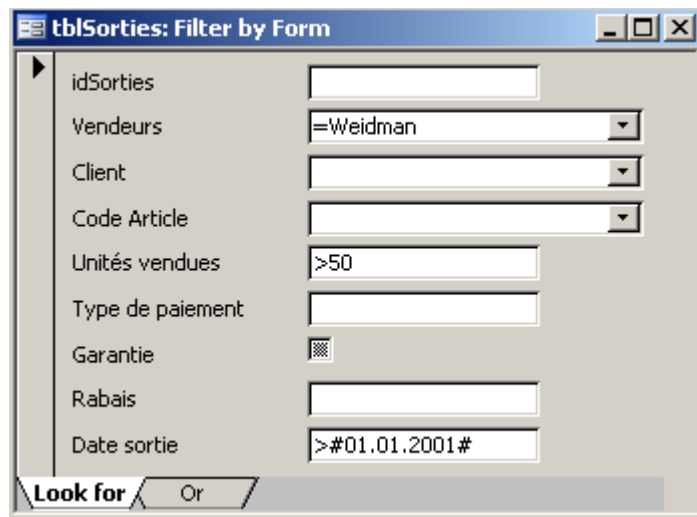 tblSorties: Filter by Form
idSorties
Vendeurs =Weidman
Client
Code Article
Unités vendues >50
Type de paiement
Garantie
Rabais
Date sortie >#01.01.2001#
Look for Or